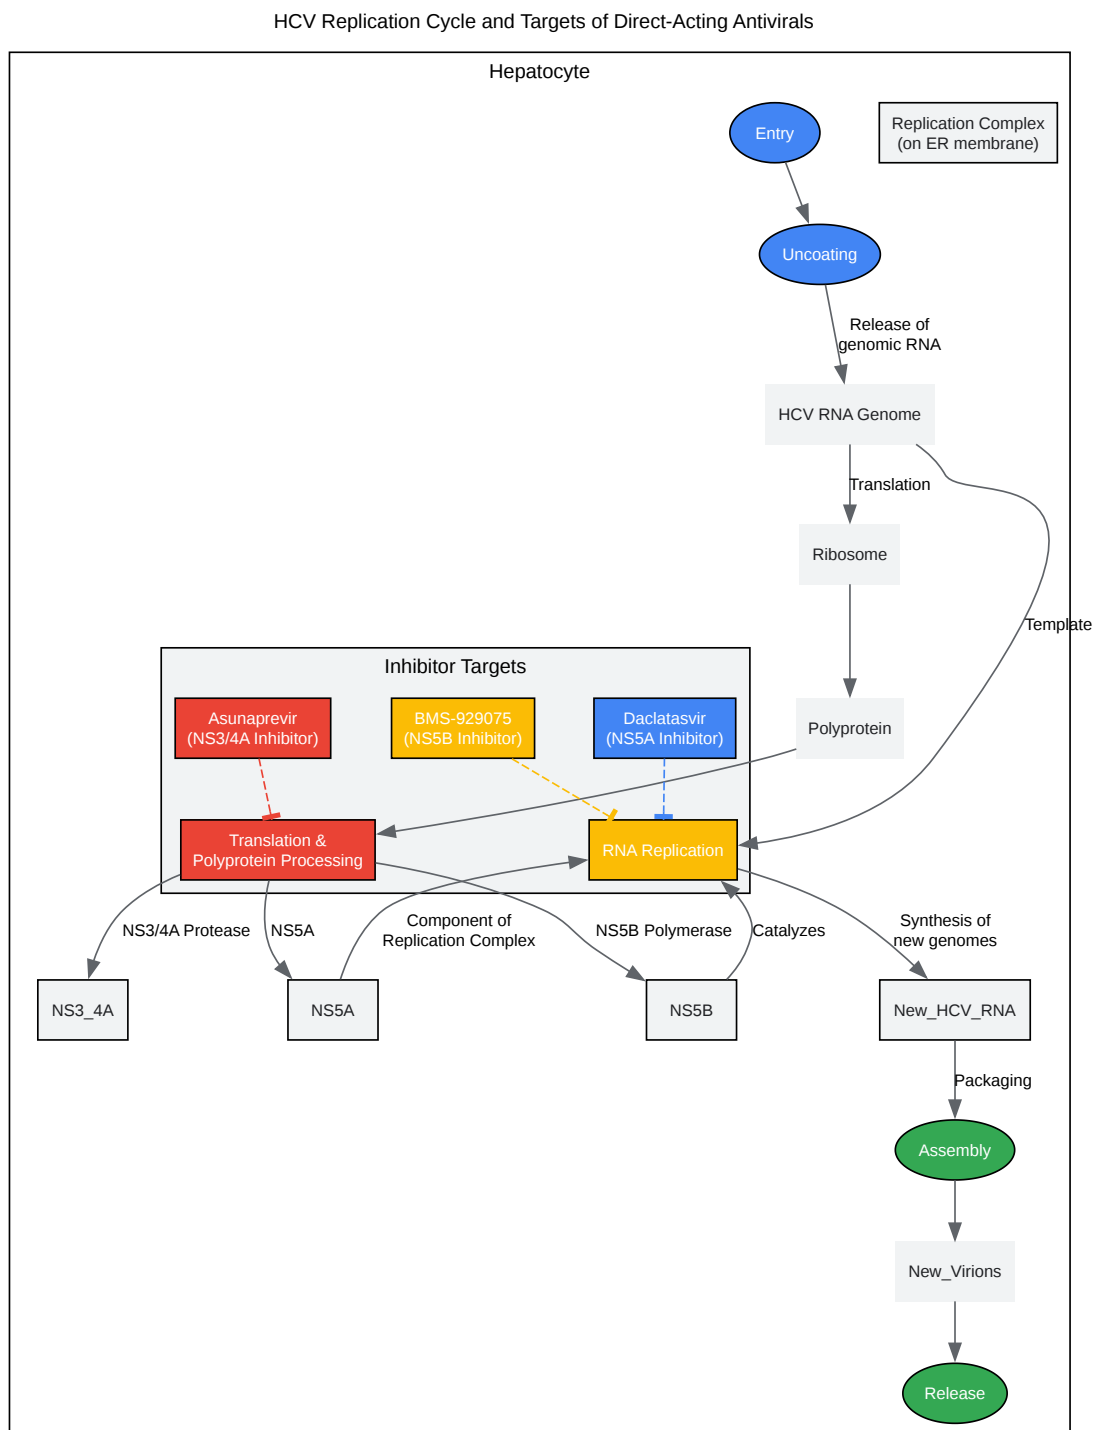 HCV Replication Cycle and Targets of Direct-Acting Antivirals
Hepatocyte
Entry
Replication Complex
(on ER membrane)
Uncoating
Release of
genomic RNA
HCV RNA Genome
Translation
Ribosome
Template
Polyprotein
Inhibitor Targets
Asunaprevir
(NS3/4A Inhibitor)
BMS-929075
(NS5B Inhibitor)
Daclatasvir
(NS5A Inhibitor)
Translation &
Polyprotein Processing
RNA Replication
NS3/4A Protease
NS5A
Component of
Replication Complex
NS5B Polymerase
Catalyzes
Synthesis of
new genomes
NS3_4A
NS5A
NS5B
New_HCV_RNA
Packaging
Assembly
New_Virions
Release